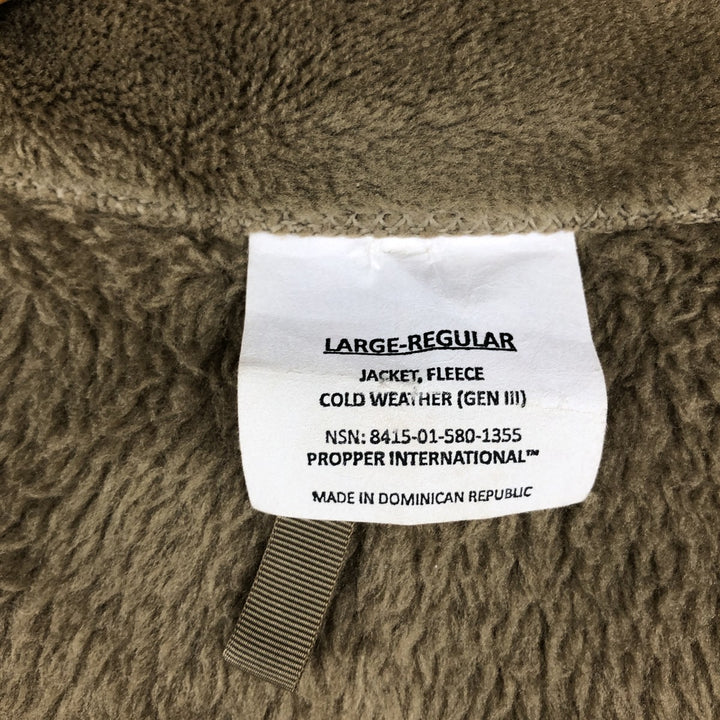 LARGE-REGULAR
JACKET, FLEECE
COLD WEATHER (GEN III)
NSN: 8415-01-580-1355
PROPPER INTERNATIONAL™
MADE IN DOMINICAN REPUBLIC